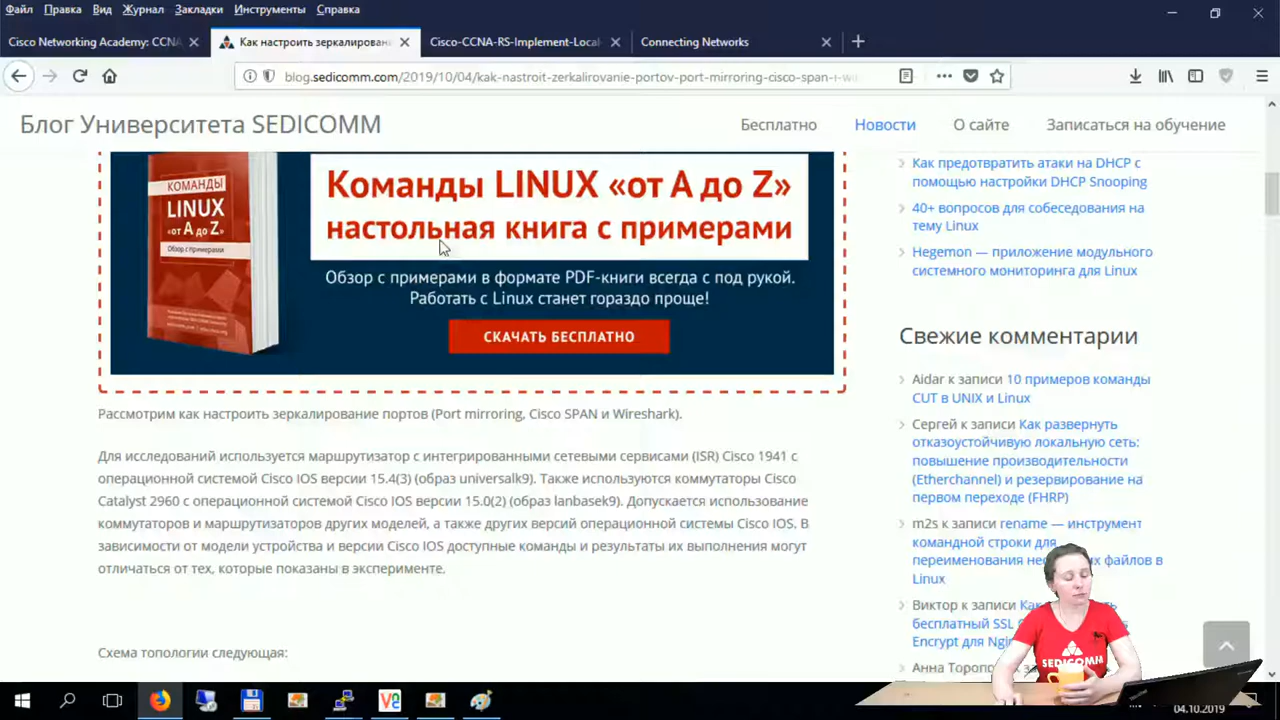 Файл Правка Вид Журнал Закладки Инструменты Справка
Cisco Networking Academy: CCNA
Как настроить зеркалирован
Cisco-CCNA-RS-Implement-Local
Connecting Networks
blog.sedicomm.com/2019/10/04/kak-nastroit-zerkalirovanie-portov-port-mirroring-cisco-span-i-w
Блог Университета SEDICOMM
Бесплатно Новости О сайте Записаться на обучение
КОМАНДЫ
LINUX
«от А до Z»
Обзор с примерами
Команды LINUX «от А до Z»
настольная книга с примерами
Обзор с примерами в формате PDF-книги всегда с под рукой.
Работать с Linux станет гораздо проще!
СКАЧАТЬ БЕСПЛАТНО
Рассмотрим как настроить зеркалирование портов (Port mirroring, Cisco SPAN и Wireshark).
Для исследований используется маршрутизатор с интегрированными сетевыми сервисами (ISR) Cisco 1941 с
операционной системой Cisco IOS версии 15.4(3) (образ universalk9). Также используются коммутаторы Cisco
Catalyst 2960 с операционной системой Cisco IOS версии 15.0(2) (образ lanbasek9). Допускается использование
коммутаторов и маршрутизаторов других моделей, а также других версий операционной системы Cisco IOS. В
зависимости от модели устройства и версии Cisco IOS доступные команды и результаты их выполнения могут
отличаться от тех, которые показаны в эксперименте.
Схема топологии следующая:
Как предотвратить атаки на DHCP с
помощью настройки DHCP Snooping
40+ вопросов для собеседования на
тему Linux
Hegemon — приложение модульного
системного мониторинга для Linux
Свежие комментарии
Aidar к записи 10 примеров команды
CUT в UNIX и Linux
Сергей к записи Как развернуть
отказоустойчивую локальную сеть:
повышение производительности
(Etherchannel) и резервирование на
первом переходе (FHRP)
m2s к записи rename — инструмент
командной строки для
переименования файлов в
Linux
Виктор к записи
бесплатный SSL
Encrypt для
Анна
SEDICOMM
04.10.2019